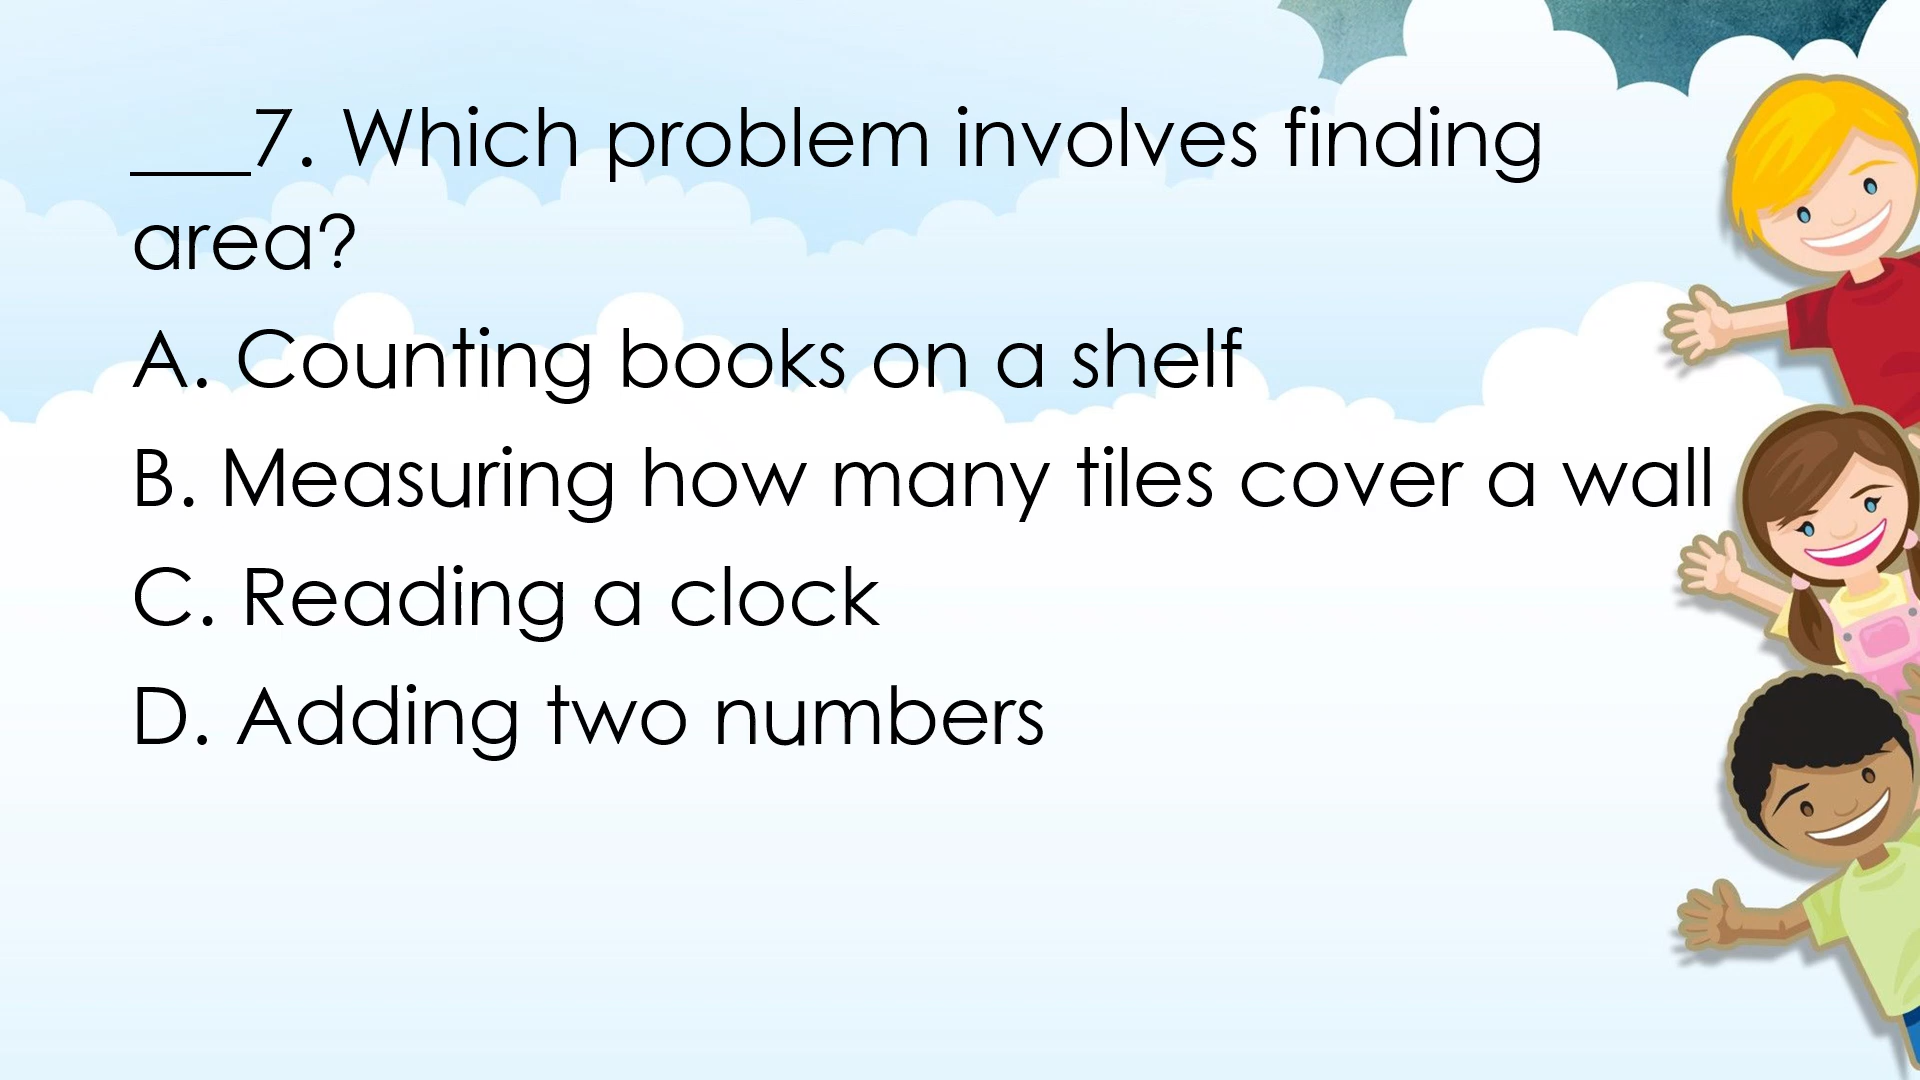 ___7. Which problem involves finding
area?
A. Counting books on a shelf
B. Measuring how many tiles cover a wall
C. Reading a clock
D. Adding two numbers